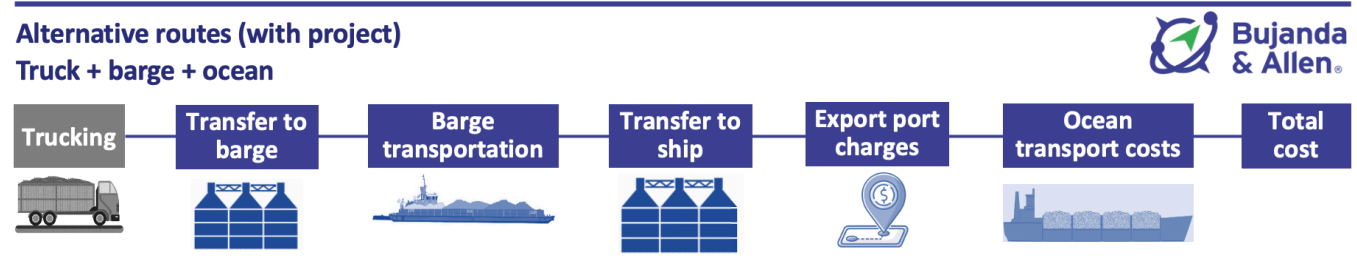 Alternative routes (with project)
Truck + barge + ocean
Bujanda
& Allen®
Trucking
Transfer to
barge
Barge
transportation
Transfer to
ship
Export port
charges
Ocean
transport costs
Total
cost
$